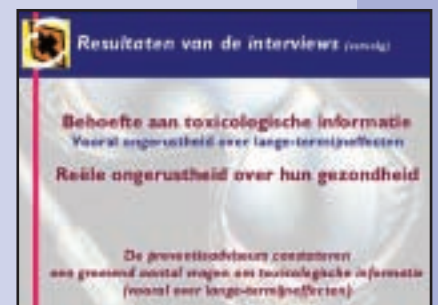 Resultaten van de interviews (vervolg)
Behoefte aan toxicologische informatie
Vooral ongerustheid over lange-termijneffecten
Reële ongerustheid over hun gezondheid
De preventieadviseurs constateren
een groeiend aantal vragen om toxicologische informatie
(vooral over lange-termijneffecten)